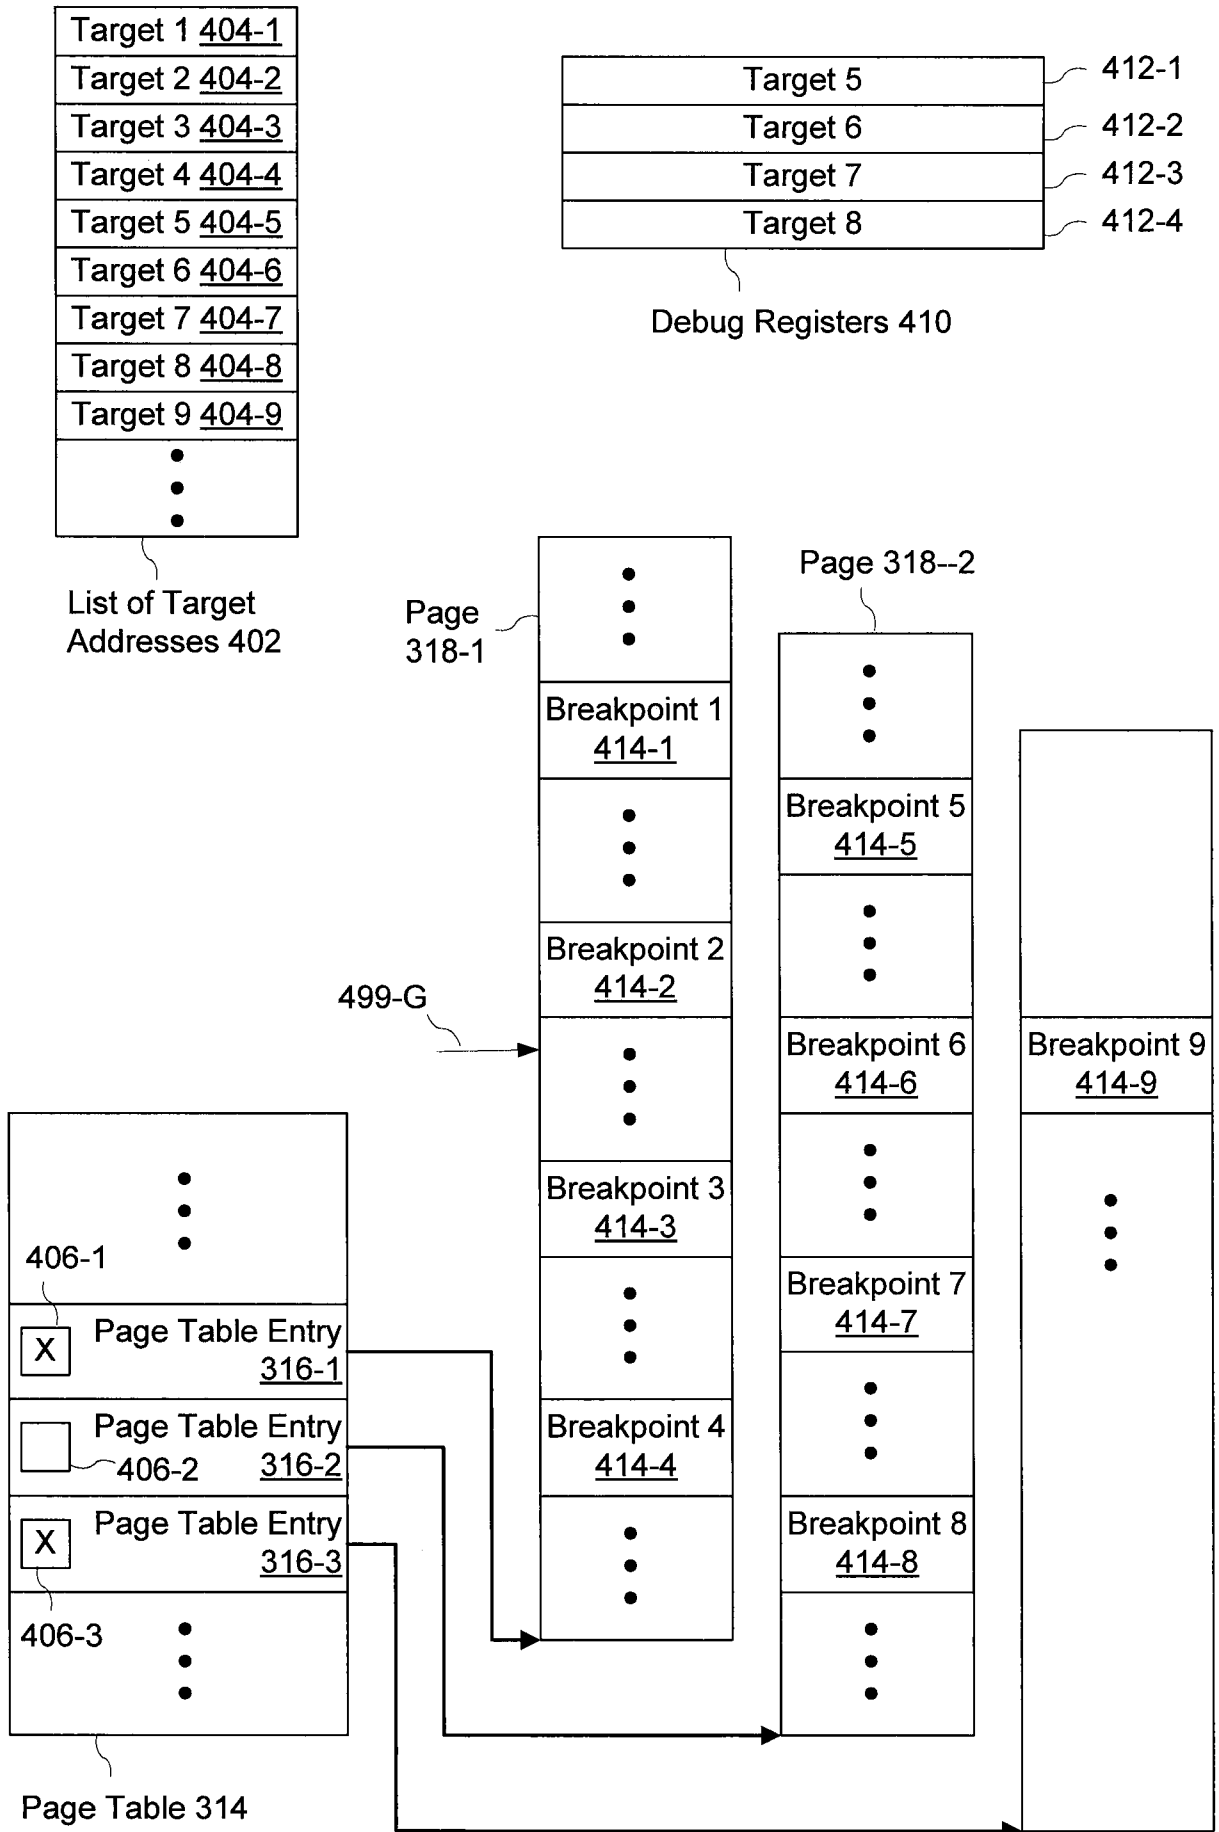 Target 1 404-1
Target 2 404-2
Target 3 404-3
Target 4 404-4
Target 5 404-5
Target 6 404-6
Target 7 404-7
Target 8 404-8
Target 9 404-9
List of Target
Addresses 402
Target 5
412-1
Target 6
412-2
Target 7
412-3
Target 8
412-4
Debug Registers 410
Page
318-1
Breakpoint 1
414-1
Breakpoint 2
414-2
499-G
Breakpoint 3
414-3
Breakpoint 4
414-4
Page 318--2
Breakpoint 5
414-5
Breakpoint 6
414-6
Breakpoint 7
414-7
Breakpoint 8
414-8
Breakpoint 9
414-9
406-1
X
Page Table Entry
316-1
Page Table Entry
406-2
316-2
X
Page Table Entry
316-3
406-3
Page Table 314